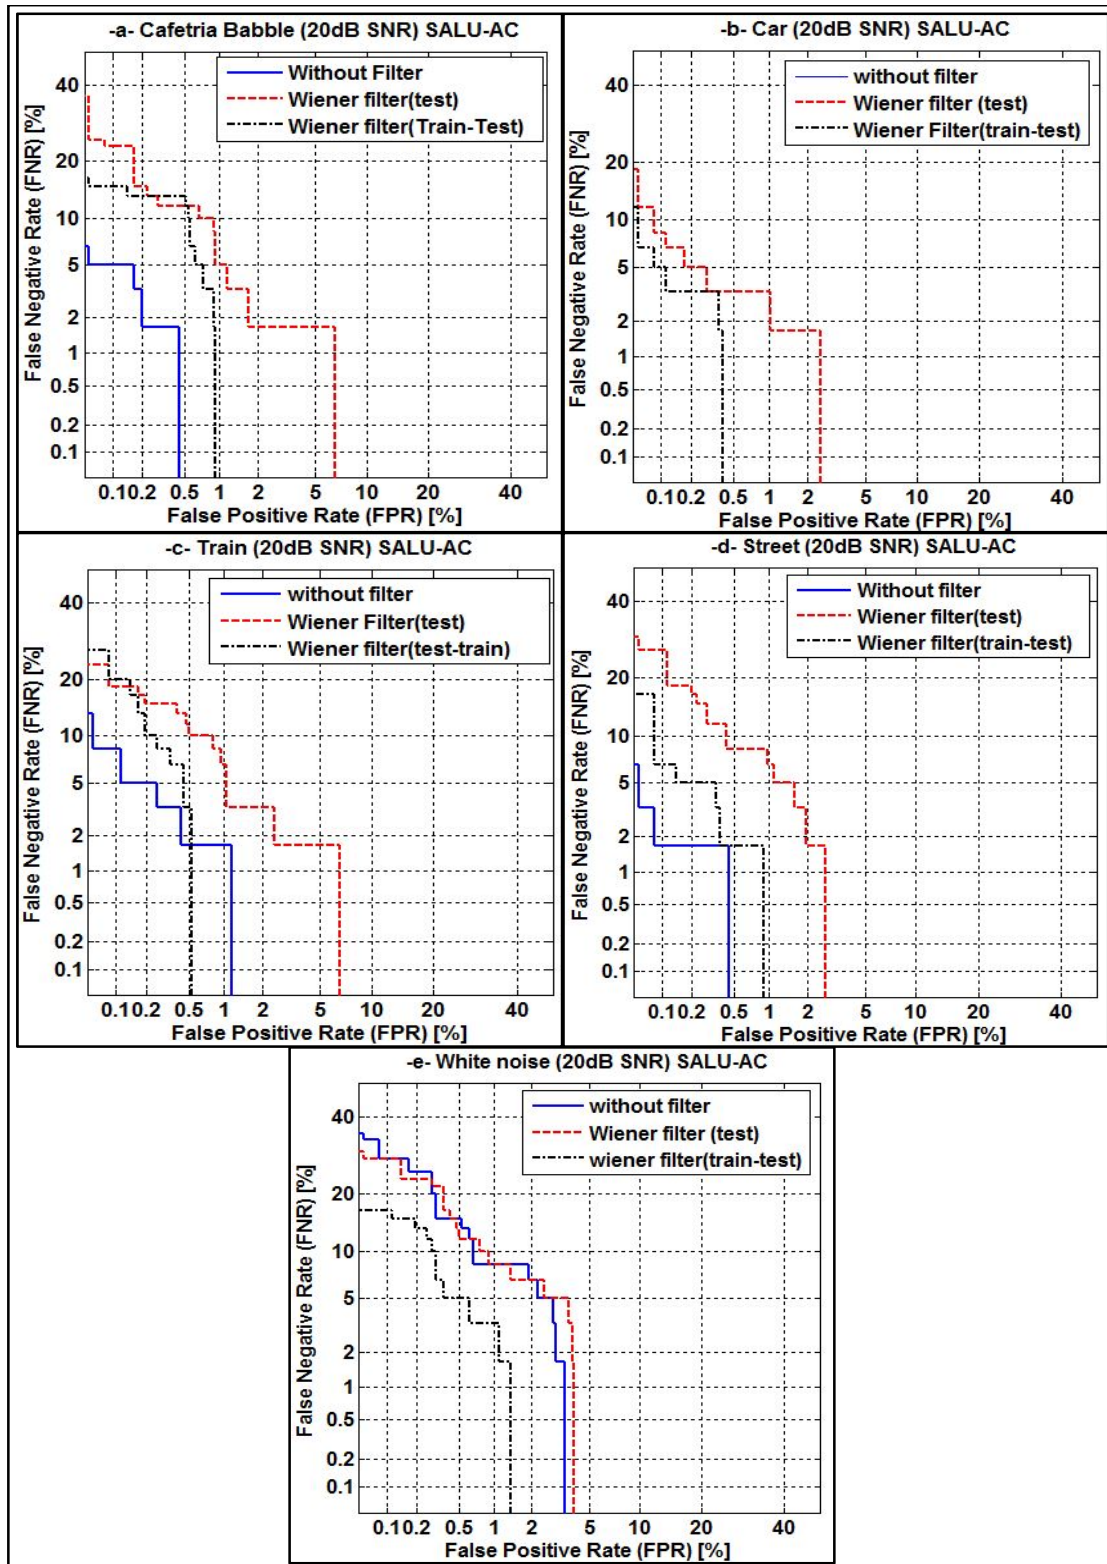 -a- Cafetria Babble (20dB SNR) SALU-AC
Without Filter
Wiener filter(test)
Wiener filter(Train-Test)
False Negative Rate (FNR) [%]
40
20
10
5
2
1
0.5
0.2
0.1
0.1 0.2 0.5 1 2 5 10 20 40
False Positive Rate (FPR) [%]
-b- Car (20dB SNR) SALU-AC
without filter
Wiener filter (test)
Wiener Filter(train-test)
False Negative Rate (FNR) [%]
40
20
10
5
2
1
0.5
0.2
0.1
0.1 0.2 0.5 1 2 5 10 20 40
False Positive Rate (FPR) [%]
-c- Train (20dB SNR) SALU-AC
without filter
Wiener Filter(test)
Wiener filter(test-train)
False Negative Rate (FNR) [%]
40
20
10
5
2
1
0.5
0.2
0.1
0.1 0.2 0.5 1 2 5 10 20 40
False Positive Rate (FPR) [%]
-d- Street (20dB SNR) SALU-AC
Without filter
Wiener filter(test)
Wiener filter(train-test)
False Negative Rate (FNR) [%]
40
20
10
5
2
1
0.5
0.2
0.1
0.1 0.2 0.5 1 2 5 10 20 40
False Positive Rate (FPR) [%]
-e- White noise (20dB SNR) SALU-AC
without filter
Wiener filter (test)
wiener filter(train-test)
False Negative Rate (FNR) [%]
40
20
10
5
2
1
0.5
0.2
0.1
0.1 0.2 0.5 1 2 5 10 20 40
False Positive Rate (FPR) [%]